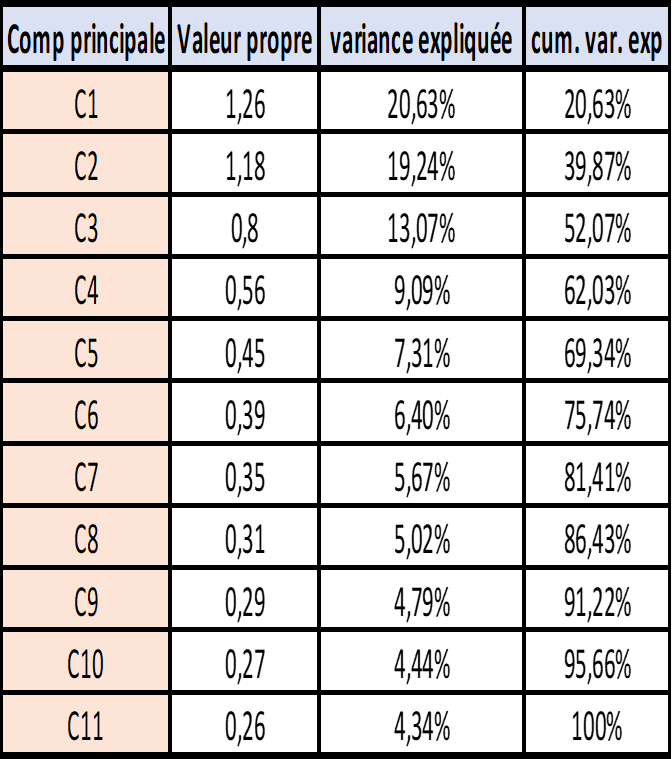 Comp principale Valeur propre variance expliquée cum. var. exp
C1 1,26 20,63% 20,63%
C2 1,18 19,24% 39,87%
C3 0,8 13,07% 52,07%
C4 0,56 9,09% 62,03%
C5 0,45 7,31% 69,34%
C6 0,39 6,40% 75,74%
C7 0,35 5,67% 81,41%
C8 0,31 5,02% 86,43%
C9 0,29 4,79% 91,22%
C10 0,27 4,44% 95,66%
C11 0,26 4,34% 100%